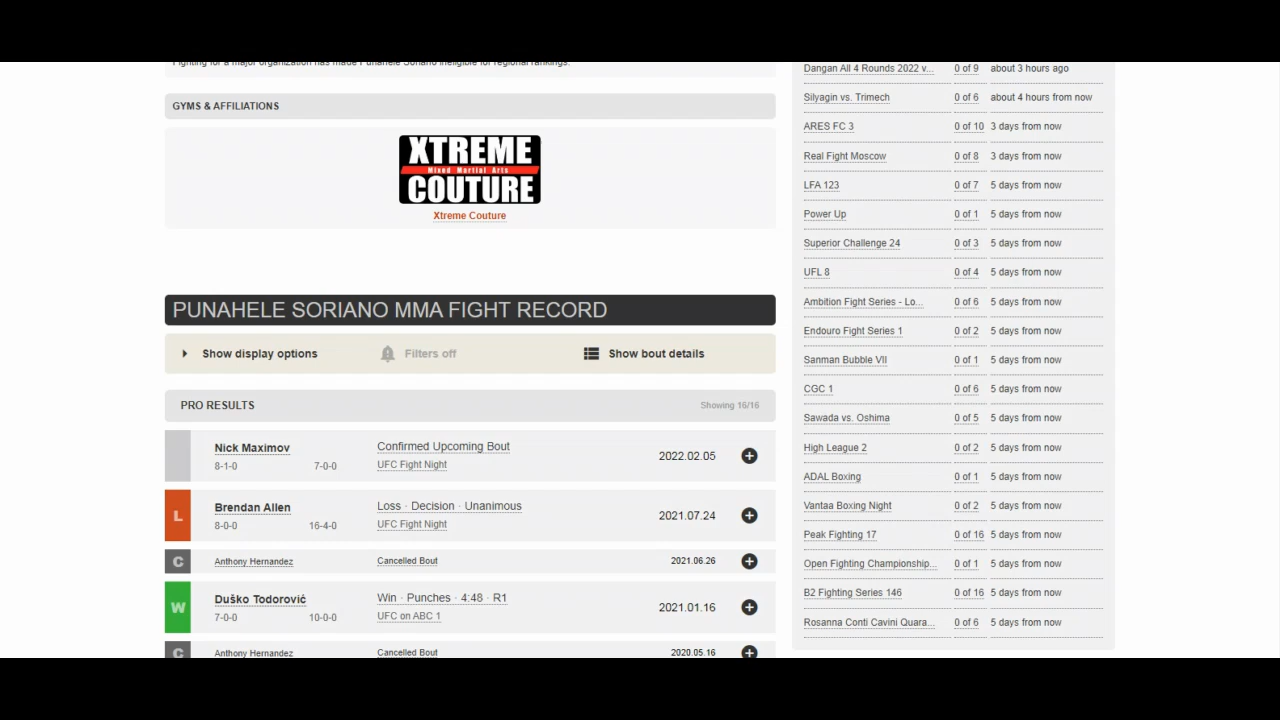 Fighting for a major organization has made Punahele Soriano ineligible for regional rankings.
GYMS & AFFILIATIONS
XTREME
Mixed Martial Arts
COUTURE
Xtreme Couture
PUNAHELE SORIANO MMA FIGHT RECORD
Show display options Filters off Show bout details
PRO RESULTS Showing 16/16
Nick Maximov Confirmed Upcoming Bout 2022.02.05
8-1-0 7-0-0 UFC Fight Night
L Brendan Allen Loss · Decision · Unanimous 2021.07.24
8-0-0 16-4-0 UFC Fight Night
C Anthony Hernandez Cancelled Bout 2021.06.26
W Duško Todorović Win · Punches · 4:48 · R1 2021.01.16
7-0-0 10-0-0 UFC on ABC 1
C Anthony Hernandez Cancelled Bout 2020.05.16
Dangan All 4 Rounds 2022 v... 0 of 9 about 3 hours ago
Silyagin vs. Trimech 0 of 6 about 4 hours from now
ARES FC 3 0 of 10 3 days from now
Real Fight Moscow 0 of 8 3 days from now
LFA 123 0 of 7 5 days from now
Power Up 0 of 1 5 days from now
Superior Challenge 24 0 of 3 5 days from now
UFL 8 0 of 4 5 days from now
Ambition Fight Series - Lo... 0 of 6 5 days from now
Endouro Fight Series 1 0 of 2 5 days from now
Sanman Bubble VII 0 of 1 5 days from now
CGC 1 0 of 6 5 days from now
Sawada vs. Oshima 0 of 5 5 days from now
High League 2 0 of 2 5 days from now
ADAL Boxing 0 of 1 5 days from now
Vantaa Boxing Night 0 of 2 5 days from now
Peak Fighting 17 0 of 16 5 days from now
Open Fighting Championship... 0 of 1 5 days from now
B2 Fighting Series 146 0 of 16 5 days from now
Rosanna Conti Cavini Quara... 0 of 6 5 days from now